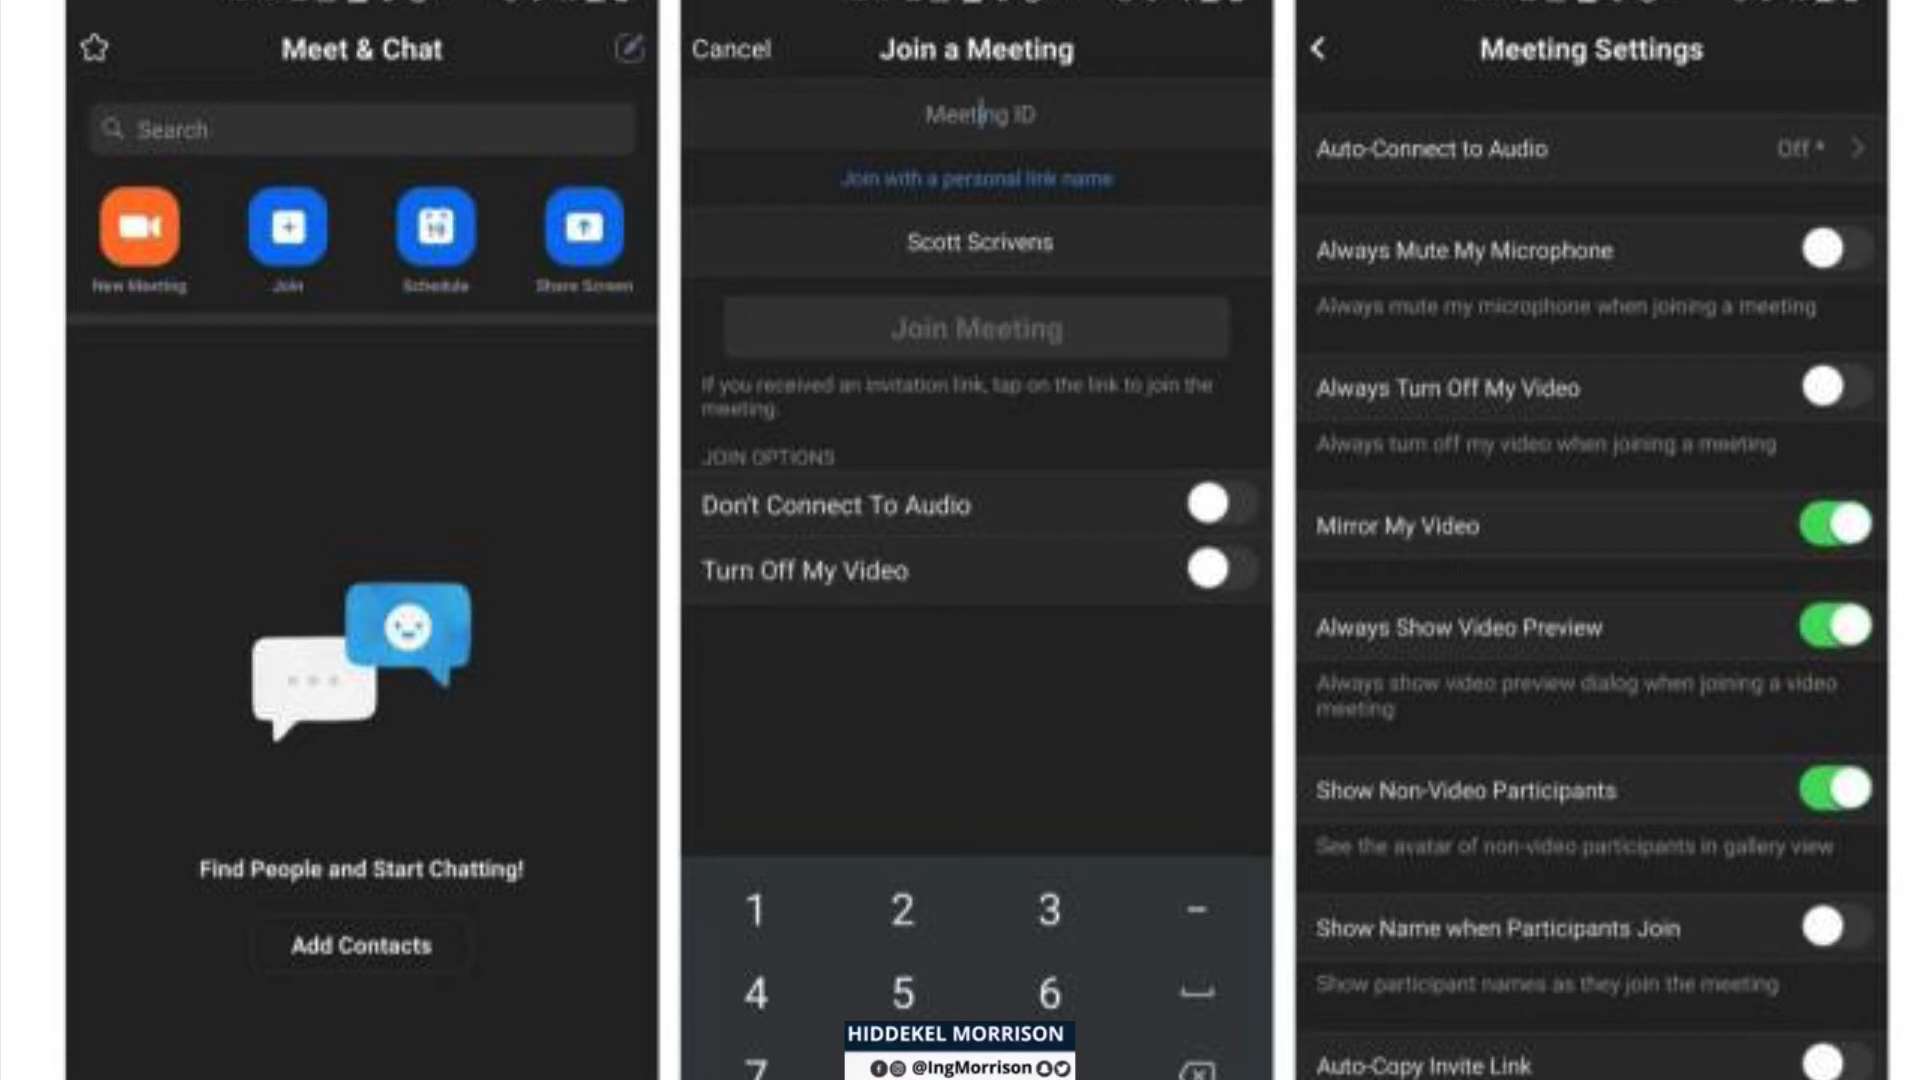 Meet & Chat
Search
New Meeting
Join
Schedule
Share Screen
Find People and Start Chatting!
Add Contacts
Cancel
Join a Meeting
Meeting ID
Join with a personal link name
Scott Scrivens
Join Meeting
If you received an invitation link, tap on the link to join the
meeting.
JOIN OPTIONS
Don't Connect To Audio
Turn Off My Video
1 2 3 -
4 5 6
7
Meeting Settings
Auto-Connect to Audio Off *
Always Mute My Microphone
Always mute my microphone when joining a meeting
Always Turn Off My Video
Always turn off my video when joining a meeting
Mirror My Video
Always Show Video Preview
Always show video preview dialog when joining a video
meeting
Show Non-Video Participants
See the avatar of non-video participants in gallery view
Show Name when Participants Join
Show participant names as they join the meeting
Auto-Copy Invite Link
HIDDEKEL MORRISON
@IngMorrison